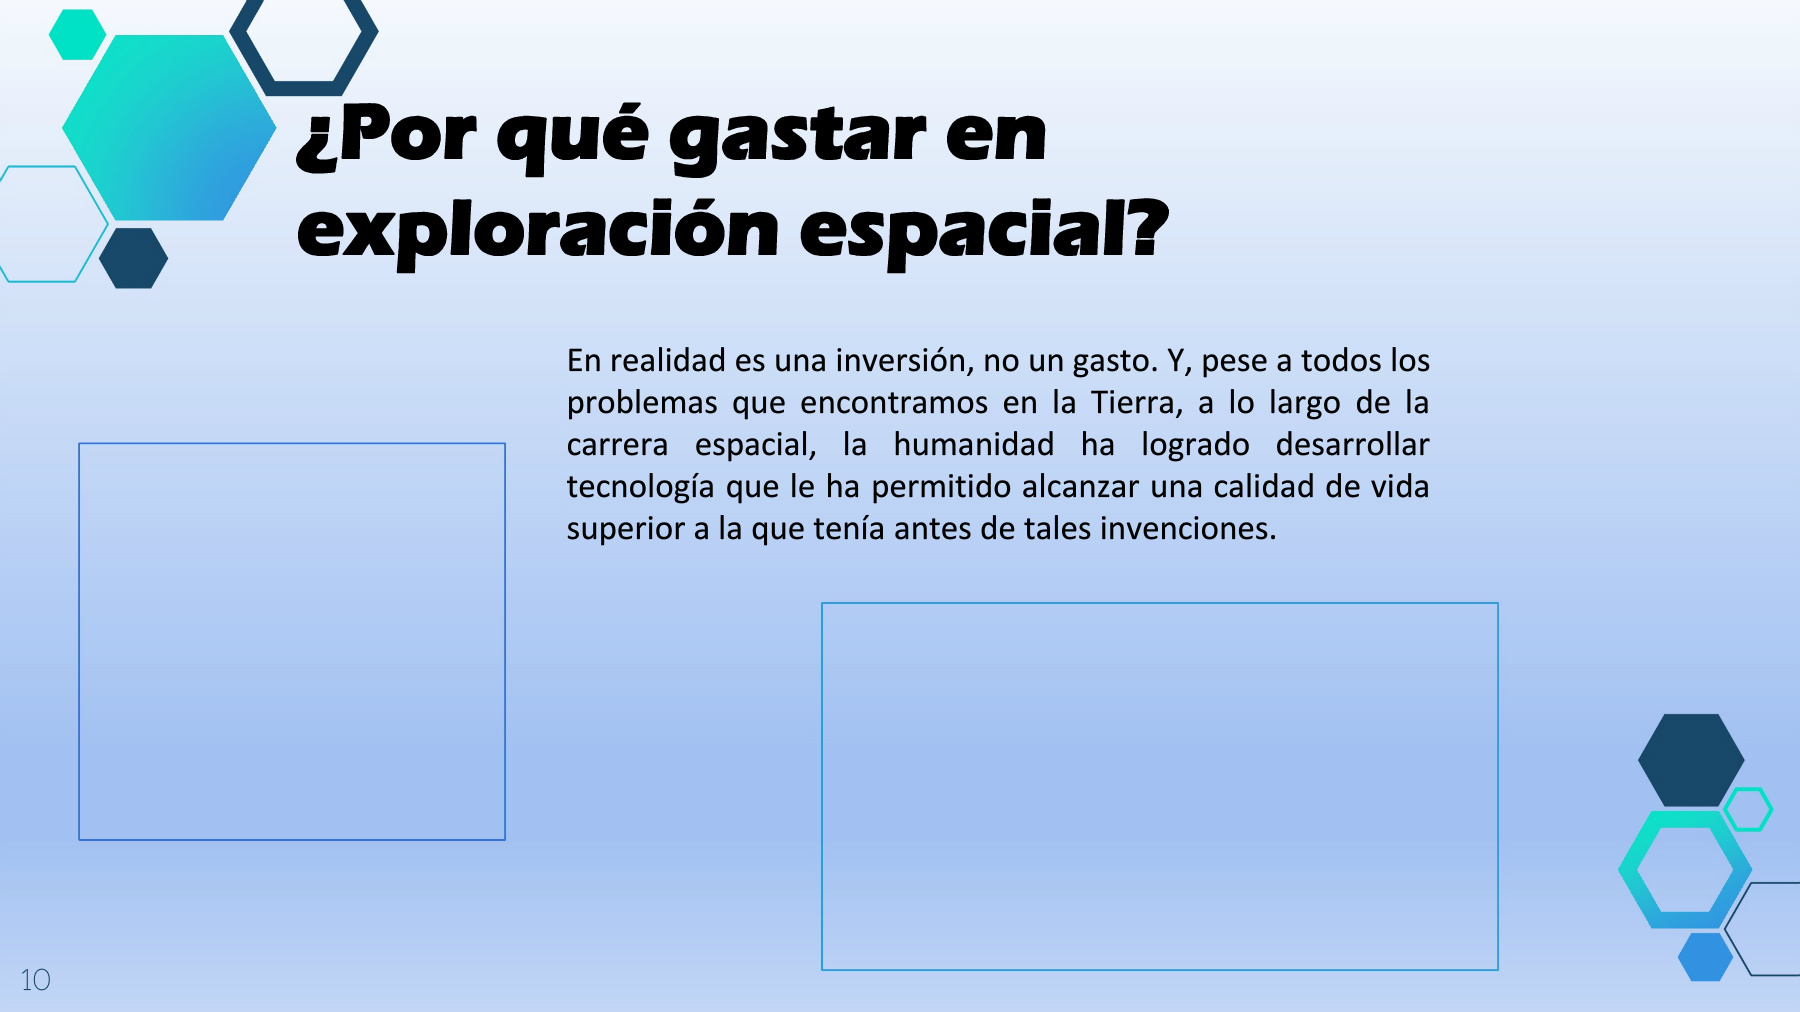 ¿Por qué gastar en
exploración espacial?
En realidad es una inversión, no un gasto. Y, pese a todos los
problemas que encontramos en la Tierra, a lo largo de la
carrera espacial, la humanidad ha logrado desarrollar
tecnología que le ha permitido alcanzar una calidad de vida
superior a la que tenía antes de tales invenciones.
10